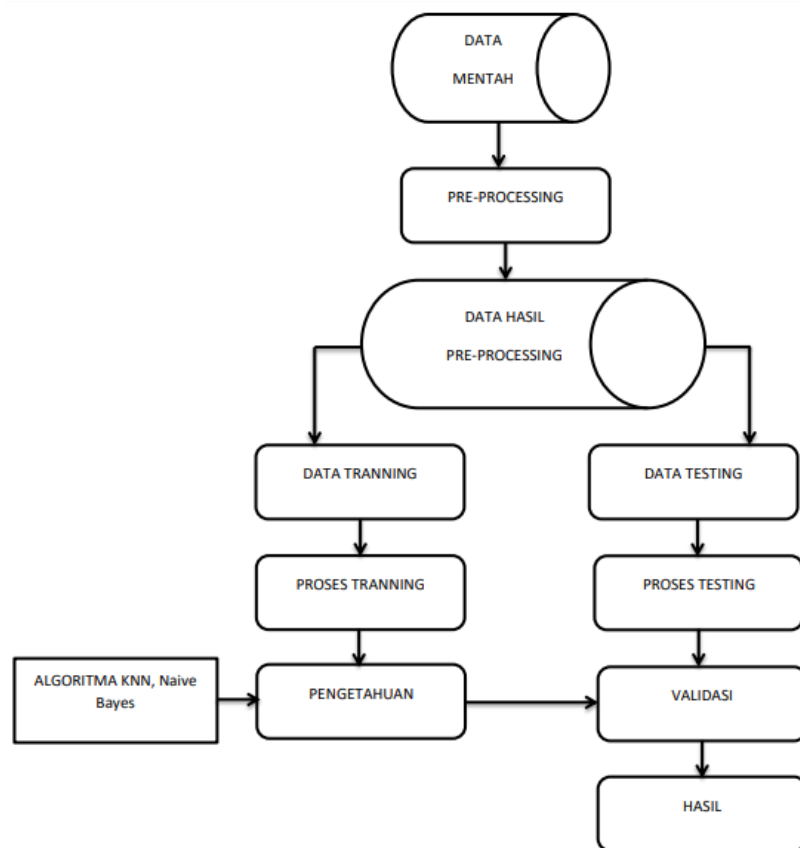 DATA
MENTAH
PRE-PROCESSING
DATA HASIL
PRE-PROCESSING
DATA TRANNING
DATA TESTING
PROSES TRANNING
PROSES TESTING
ALGORITMA KNN, Naive
Bayes
PENGETAHUAN
VALIDASI
HASIL